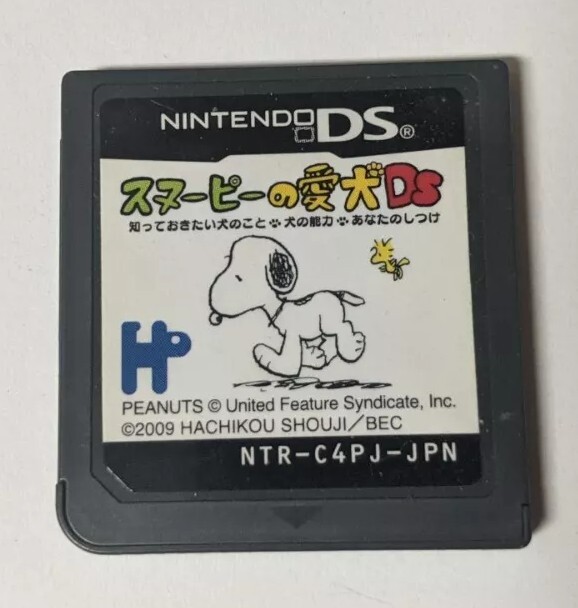 NINTENDO DS®
スヌーピーの愛犬DS
知っておきたい犬のこと🐾犬の能力🐾あなたのしつけ
HP
PEANUTS © United Feature Syndicate, Inc.
©2009 HACHIKOU SHOUJI／BEC
NTR-C4PJ-JPN